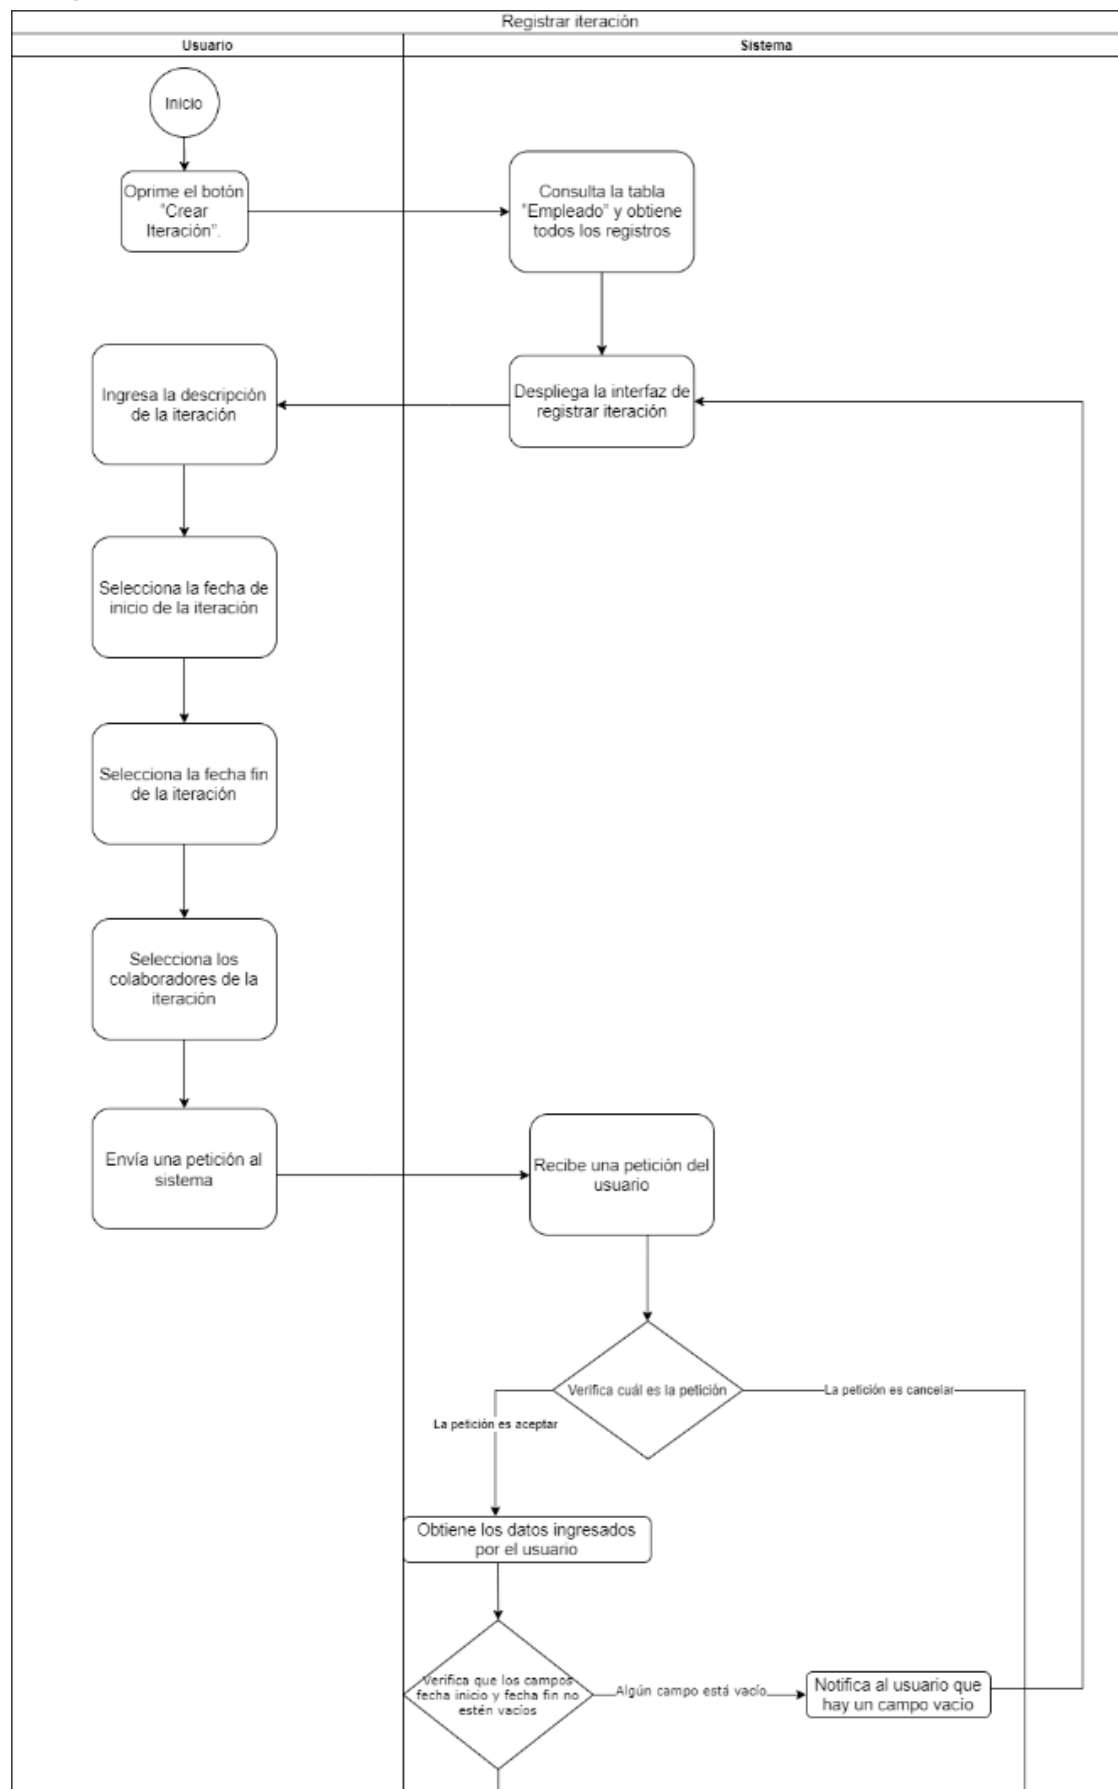 Registrar iteración
Usuario
Sistema
Inicio
Oprime el botón
"Crear
Iteración".
Consulta la tabla
"Empleado" y obtiene
todos los registros
Despliega la interfaz de
registrar iteración
Ingresa la descripción
de la iteración
Selecciona la fecha de
inicio de la iteración
Selecciona la fecha fin
de la iteración
Selecciona los
colaboradores de la
iteración
Envía una petición al
sistema
Recibe una petición del
usuario
Verifica cuál es la petición
La petición es cancelar
La petición es aceptar
Obtiene los datos ingresados
por el usuario
Verifica que los campos
fecha inicio y fecha fin no
estén vacíos
Algún campo está vacío
Notifica al usuario que
hay un campo vacío